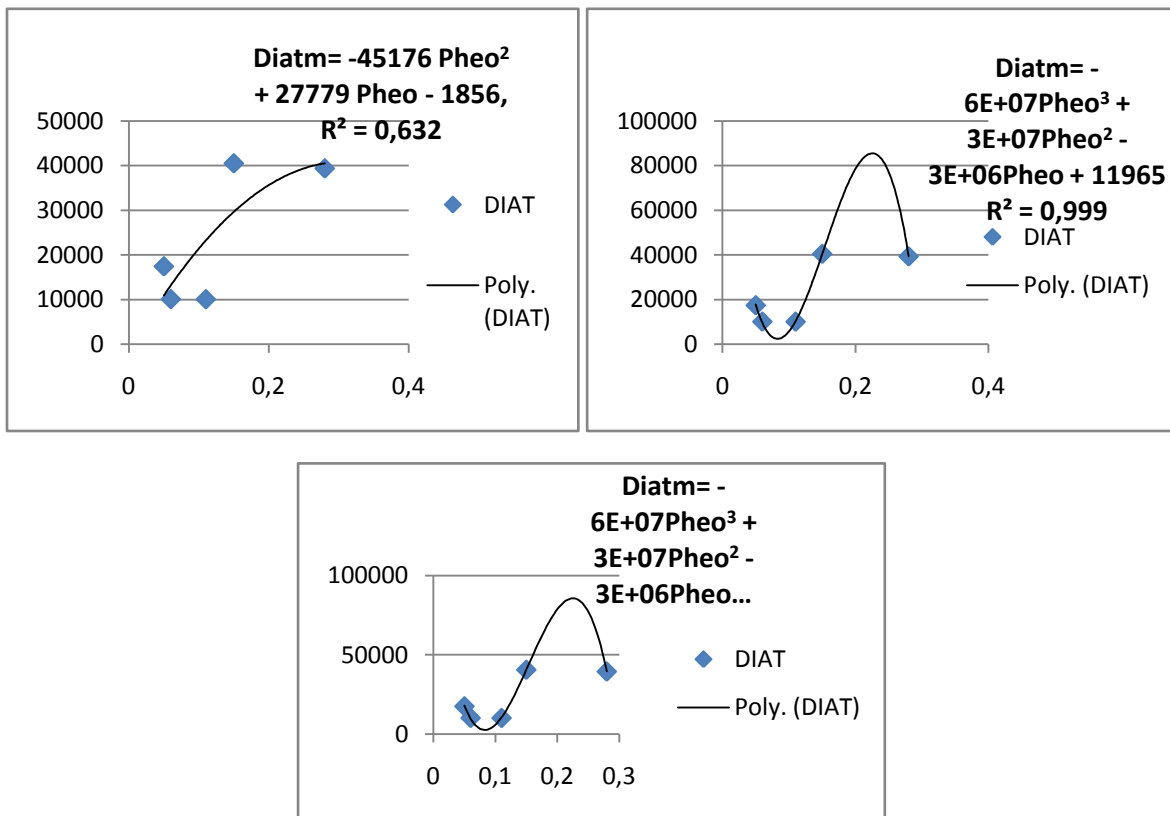 Diatm= -45176 Pheo²
+ 27779 Pheo - 1856,
R² = 0,632
50000
40000
30000
20000
10000
0
0
0,2
0,4
DIAT
Poly.
(DIAT)
Diatm= -
6E+07Pheo³ +
3E+07Pheo² -
3E+06Pheo + 11965
R² = 0,999
100000
80000
60000
40000
20000
0
0
0,2
0,4
DIAT
Poly. (DIAT)
Diatm= -
6E+07Pheo³ +
3E+07Pheo² -
3E+06Pheo...
100000
50000
0
0
0,1
0,2
0,3
DIAT
Poly. (DIAT)